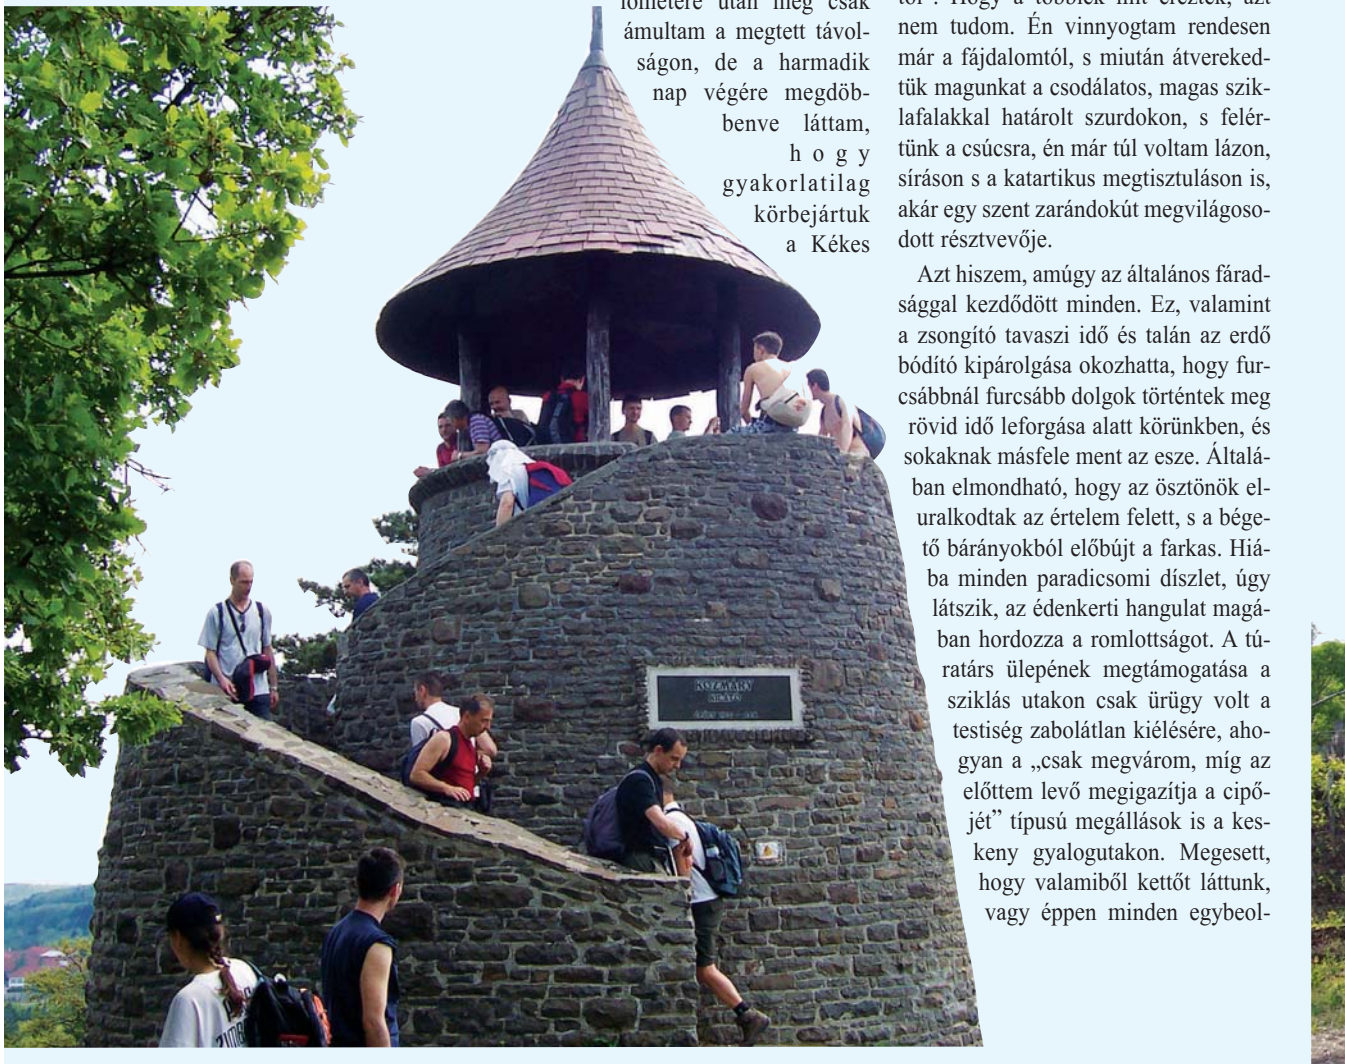 után még csak
ámultam a megtett távol-
ságon, de a harmadik
nap végére megdöb-
benve láttam,
hogy
gyakorlatilag
körbejártuk
a Kékes
nem tudom. Én vinnyogtam rendesen
már a fájdalomtól, s miután átvereked-
tük magunkat a csodálatos, magas szik-
lafalakkal határolt szurdokon, s felér-
tünk a csúcsra, én már túl voltam lázon,
síráson s a katartikus megtisztuláson is,
akár egy szent zarándokút megvilágoso-
dott résztvevője.
Azt hiszem, amúgy az általános fárad-
sággal kezdődött minden. Ez, valamint
a zsongító tavaszi idő és talán az erdő
bódító kipárolgása okozhatta, hogy fur-
csábbnál furcsább dolgok történtek meg
rövid idő leforgása alatt körünkben, és
sokaknak másfele ment az esze. Általá-
ban elmondható, hogy az ösztönök el-
uralkodtak az értelem felett, s a bége-
tő bárányokból előbújt a farkas. Hiá-
ba minden paradicsomi díszlet, úgy
látszik, az édenkerti hangulat magá-
ban hordozza a romlottságot. A tú-
ratárs ülepének megtámogatása a
sziklás utakon csak ürügy volt a
testiség zabolátlan kiélésére, aho-
gyan a „csak megvárom, míg az
előttem levő megigazítja a cipő-
jét” típusú megállások is a kes-
keny gyalogutakon. Megesett,
hogy valamiből kettőt láttunk,
vagy éppen minden egybeol-
KOZMÁRY
KILÁTÓ